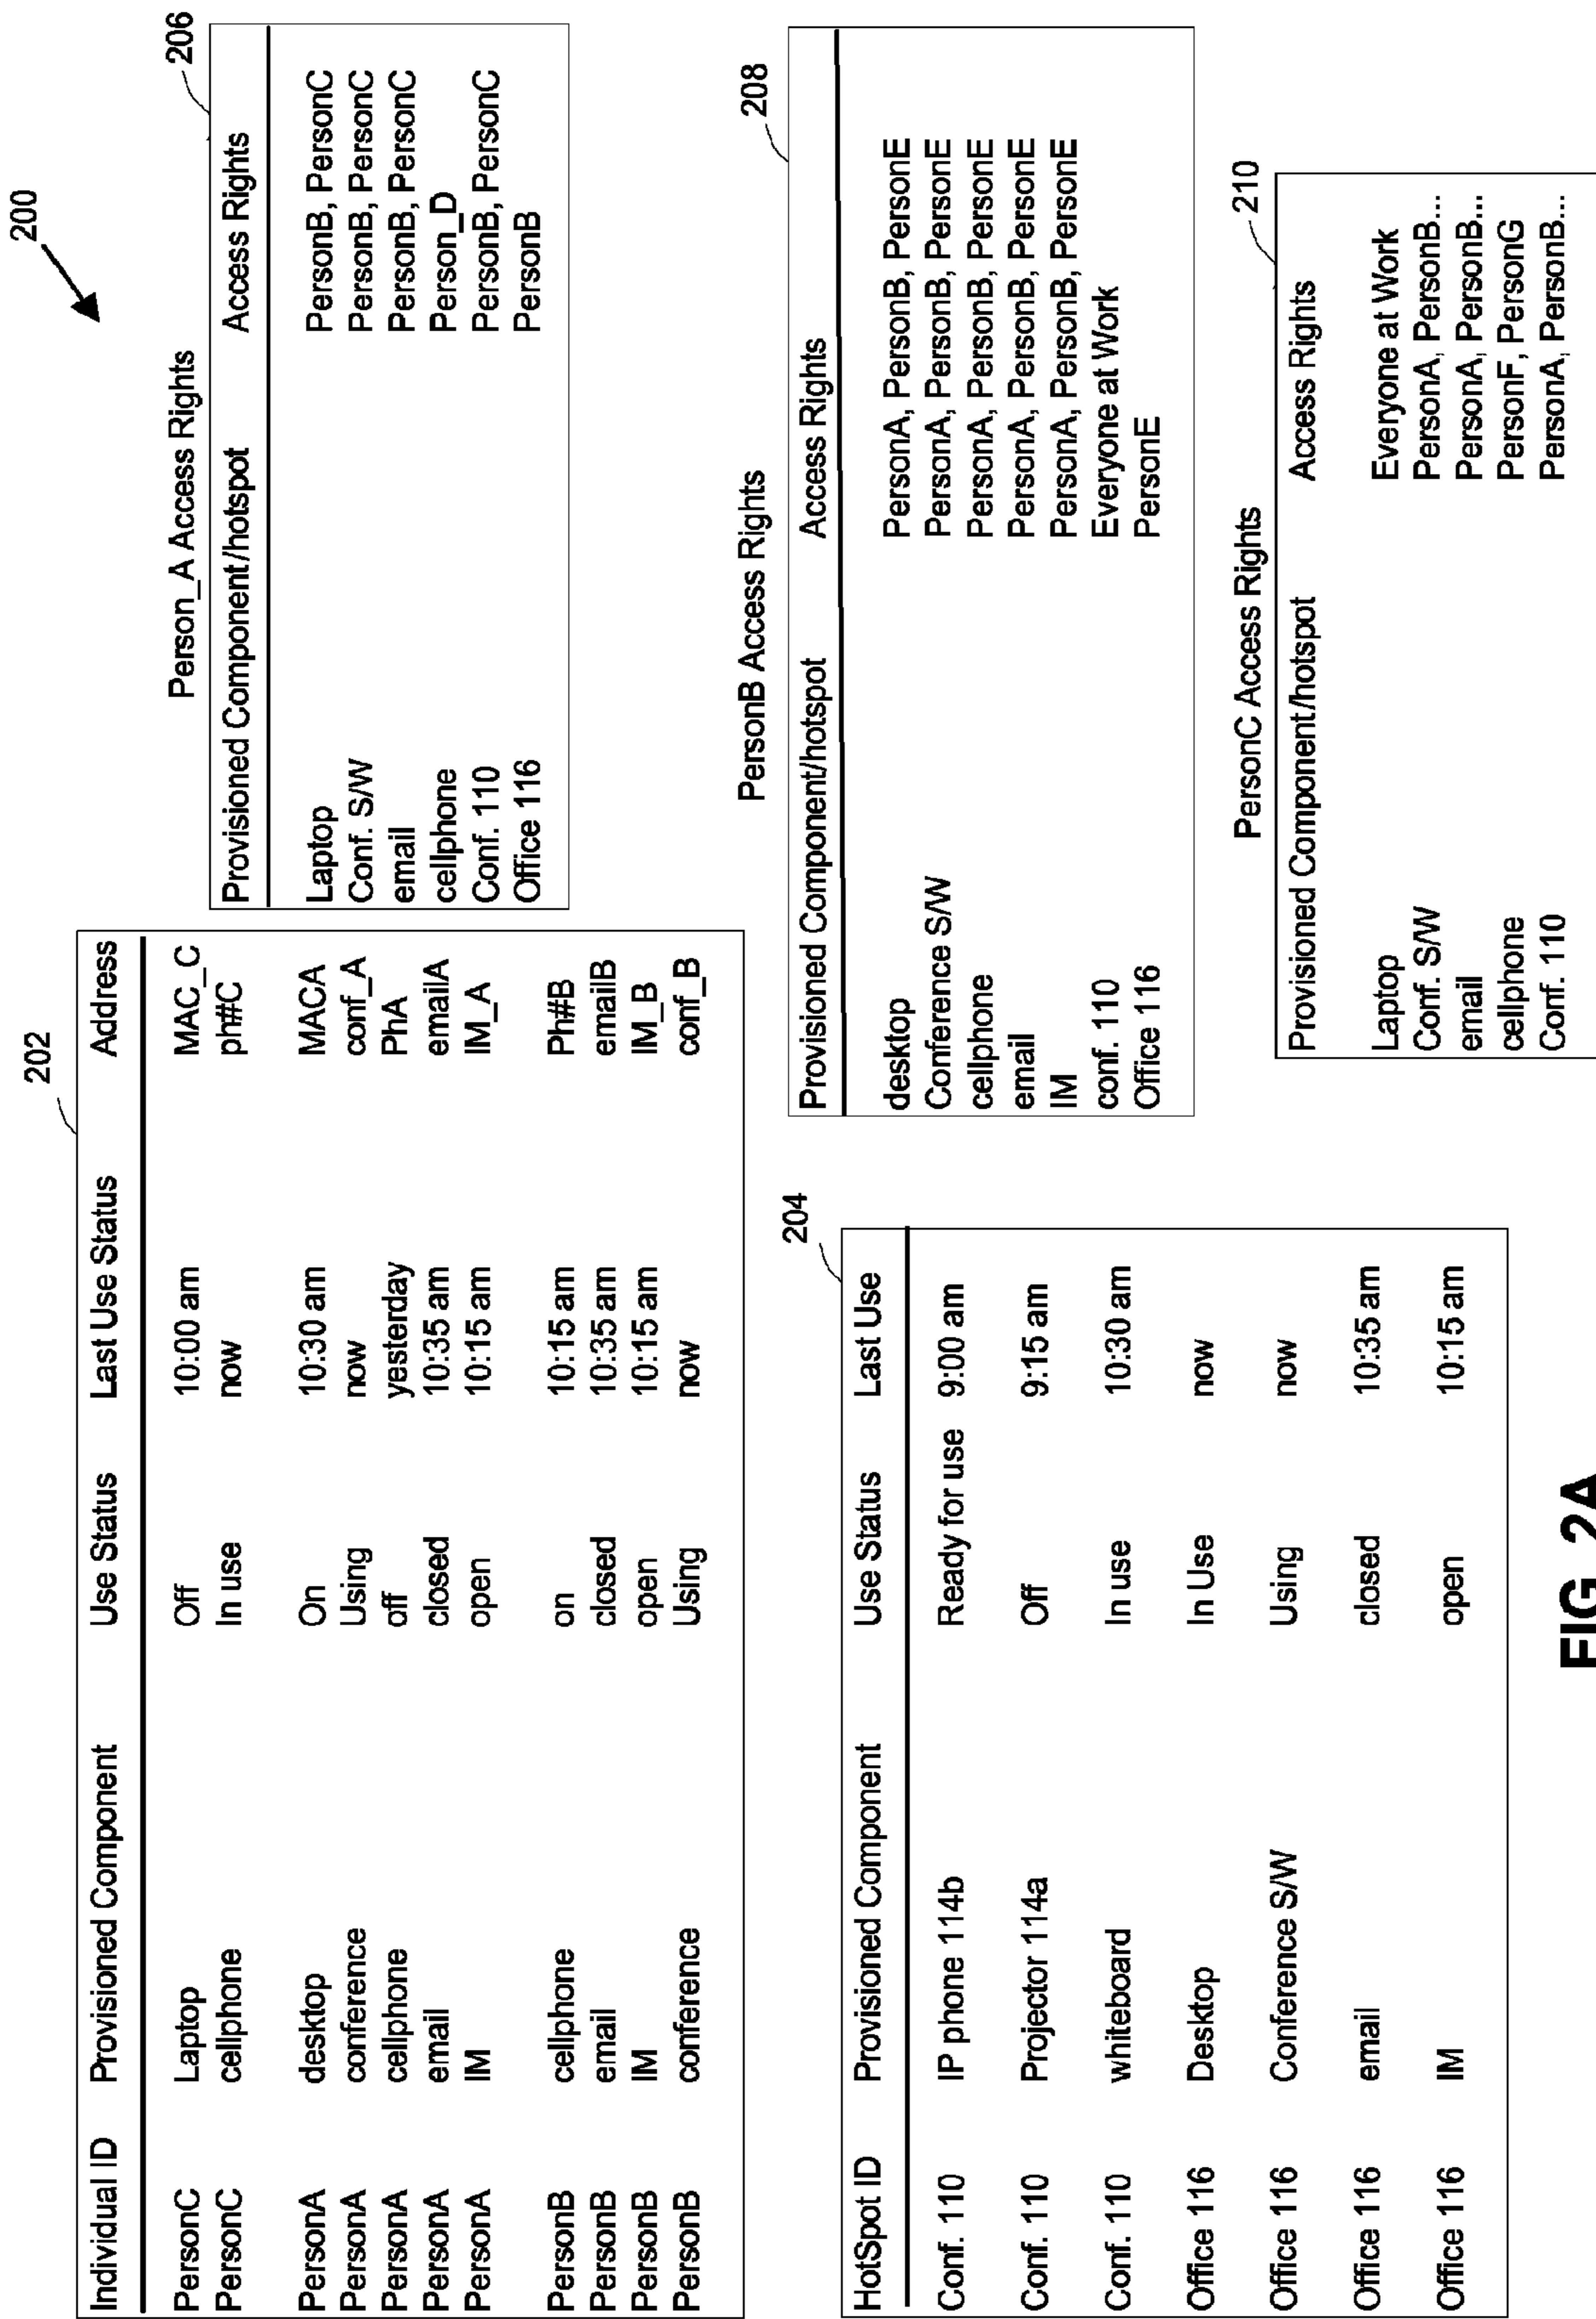 200
202
Individual ID Provisioned Component Use Status Last Use Status Address
PersonC Laptop Off 10:00 am MAC_C
PersonC cellphone In use now ph#C
PersonA desktop On 10:30 am MACA
PersonA conference Using now conf_A
PersonA cellphone off yesterday PhA
PersonA email closed 10:35 am emailA
PersonA IM open 10:15 am IM_A
PersonB cellphone on 10:15 am Ph#B
PersonB email closed 10:35 am emailB
PersonB IM open 10:15 am IM_B
PersonB conference Using now conf_B
Person_A Access Rights
206
Provisioned Component/hotspot Access Rights
Laptop PersonB, PersonC
Conf. S/W PersonB, PersonC
email PersonB, PersonC
cellphone Person_D
Conf. 110 PersonB, PersonC
Office 116 PersonB
204
HotSpot ID Provisioned Component Use Status Last Use
Conf. 110 IP phone 114b Ready for use 9:00 am
Conf. 110 Projector 114a Off 9:15 am
Conf. 110 whiteboard In use 10:30 am
Office 116 Desktop In Use now
Office 116 Conference S/W Using now
Office 116 email closed 10:35 am
Office 116 IM open 10:15 am
PersonB Access Rights
208
Provisioned Component/hotspot Access Rights
desktop PersonA, PersonB, PersonE
Conference S/W PersonA, PersonB, PersonE
cellphone PersonA, PersonB, PersonE
email PersonA, PersonB, PersonE
IM PersonA, PersonB, PersonE
conf. 110 Everyone at Work
Office 116 PersonE
PersonC Access Rights
210
Provisioned Component/hotspot Access Rights
Laptop Everyone at Work
Conf. S/W PersonA, PersonB...
email PersonA, PersonB...
cellphone PersonF, PersonG
Conf. 110 PersonA, PersonB...
FIG. 2A